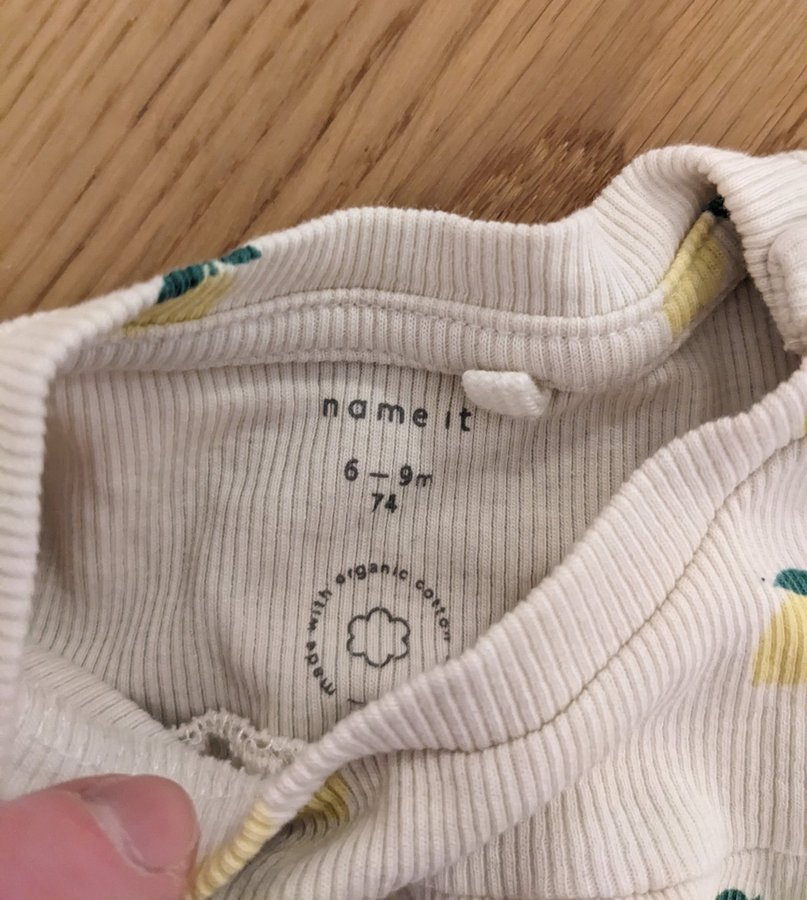 name it
6 – 9m
74
made with organic cotton